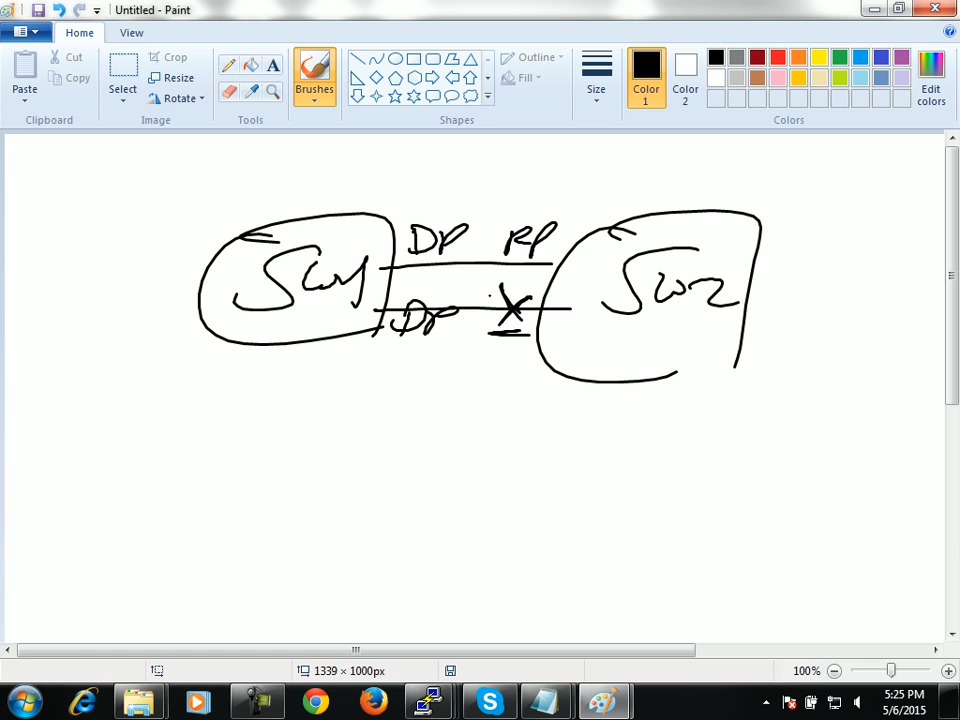 Untitled - Paint
Home View
Paste
Cut
Copy
Clipboard
Select
Crop
Resize
Rotate
Image
A
Tools
Brushes
Shapes
Outline
Fill
Size
Color 1
Color 2
Edit colors
Colors
DP RP
SW1 SW2
DP X
1339 × 1000px
100%
5:25 PM
5/6/2015